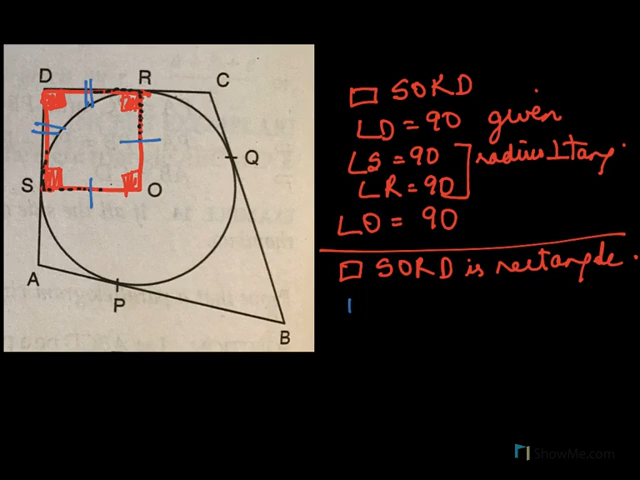 D R C
S O Q
A P B
□ SORD
∠D = 90 given
∠S = 90
∠R = 90 radius ⊥ tang.
∠O = 90
□ SORD is rectangle.
ShowMe.com